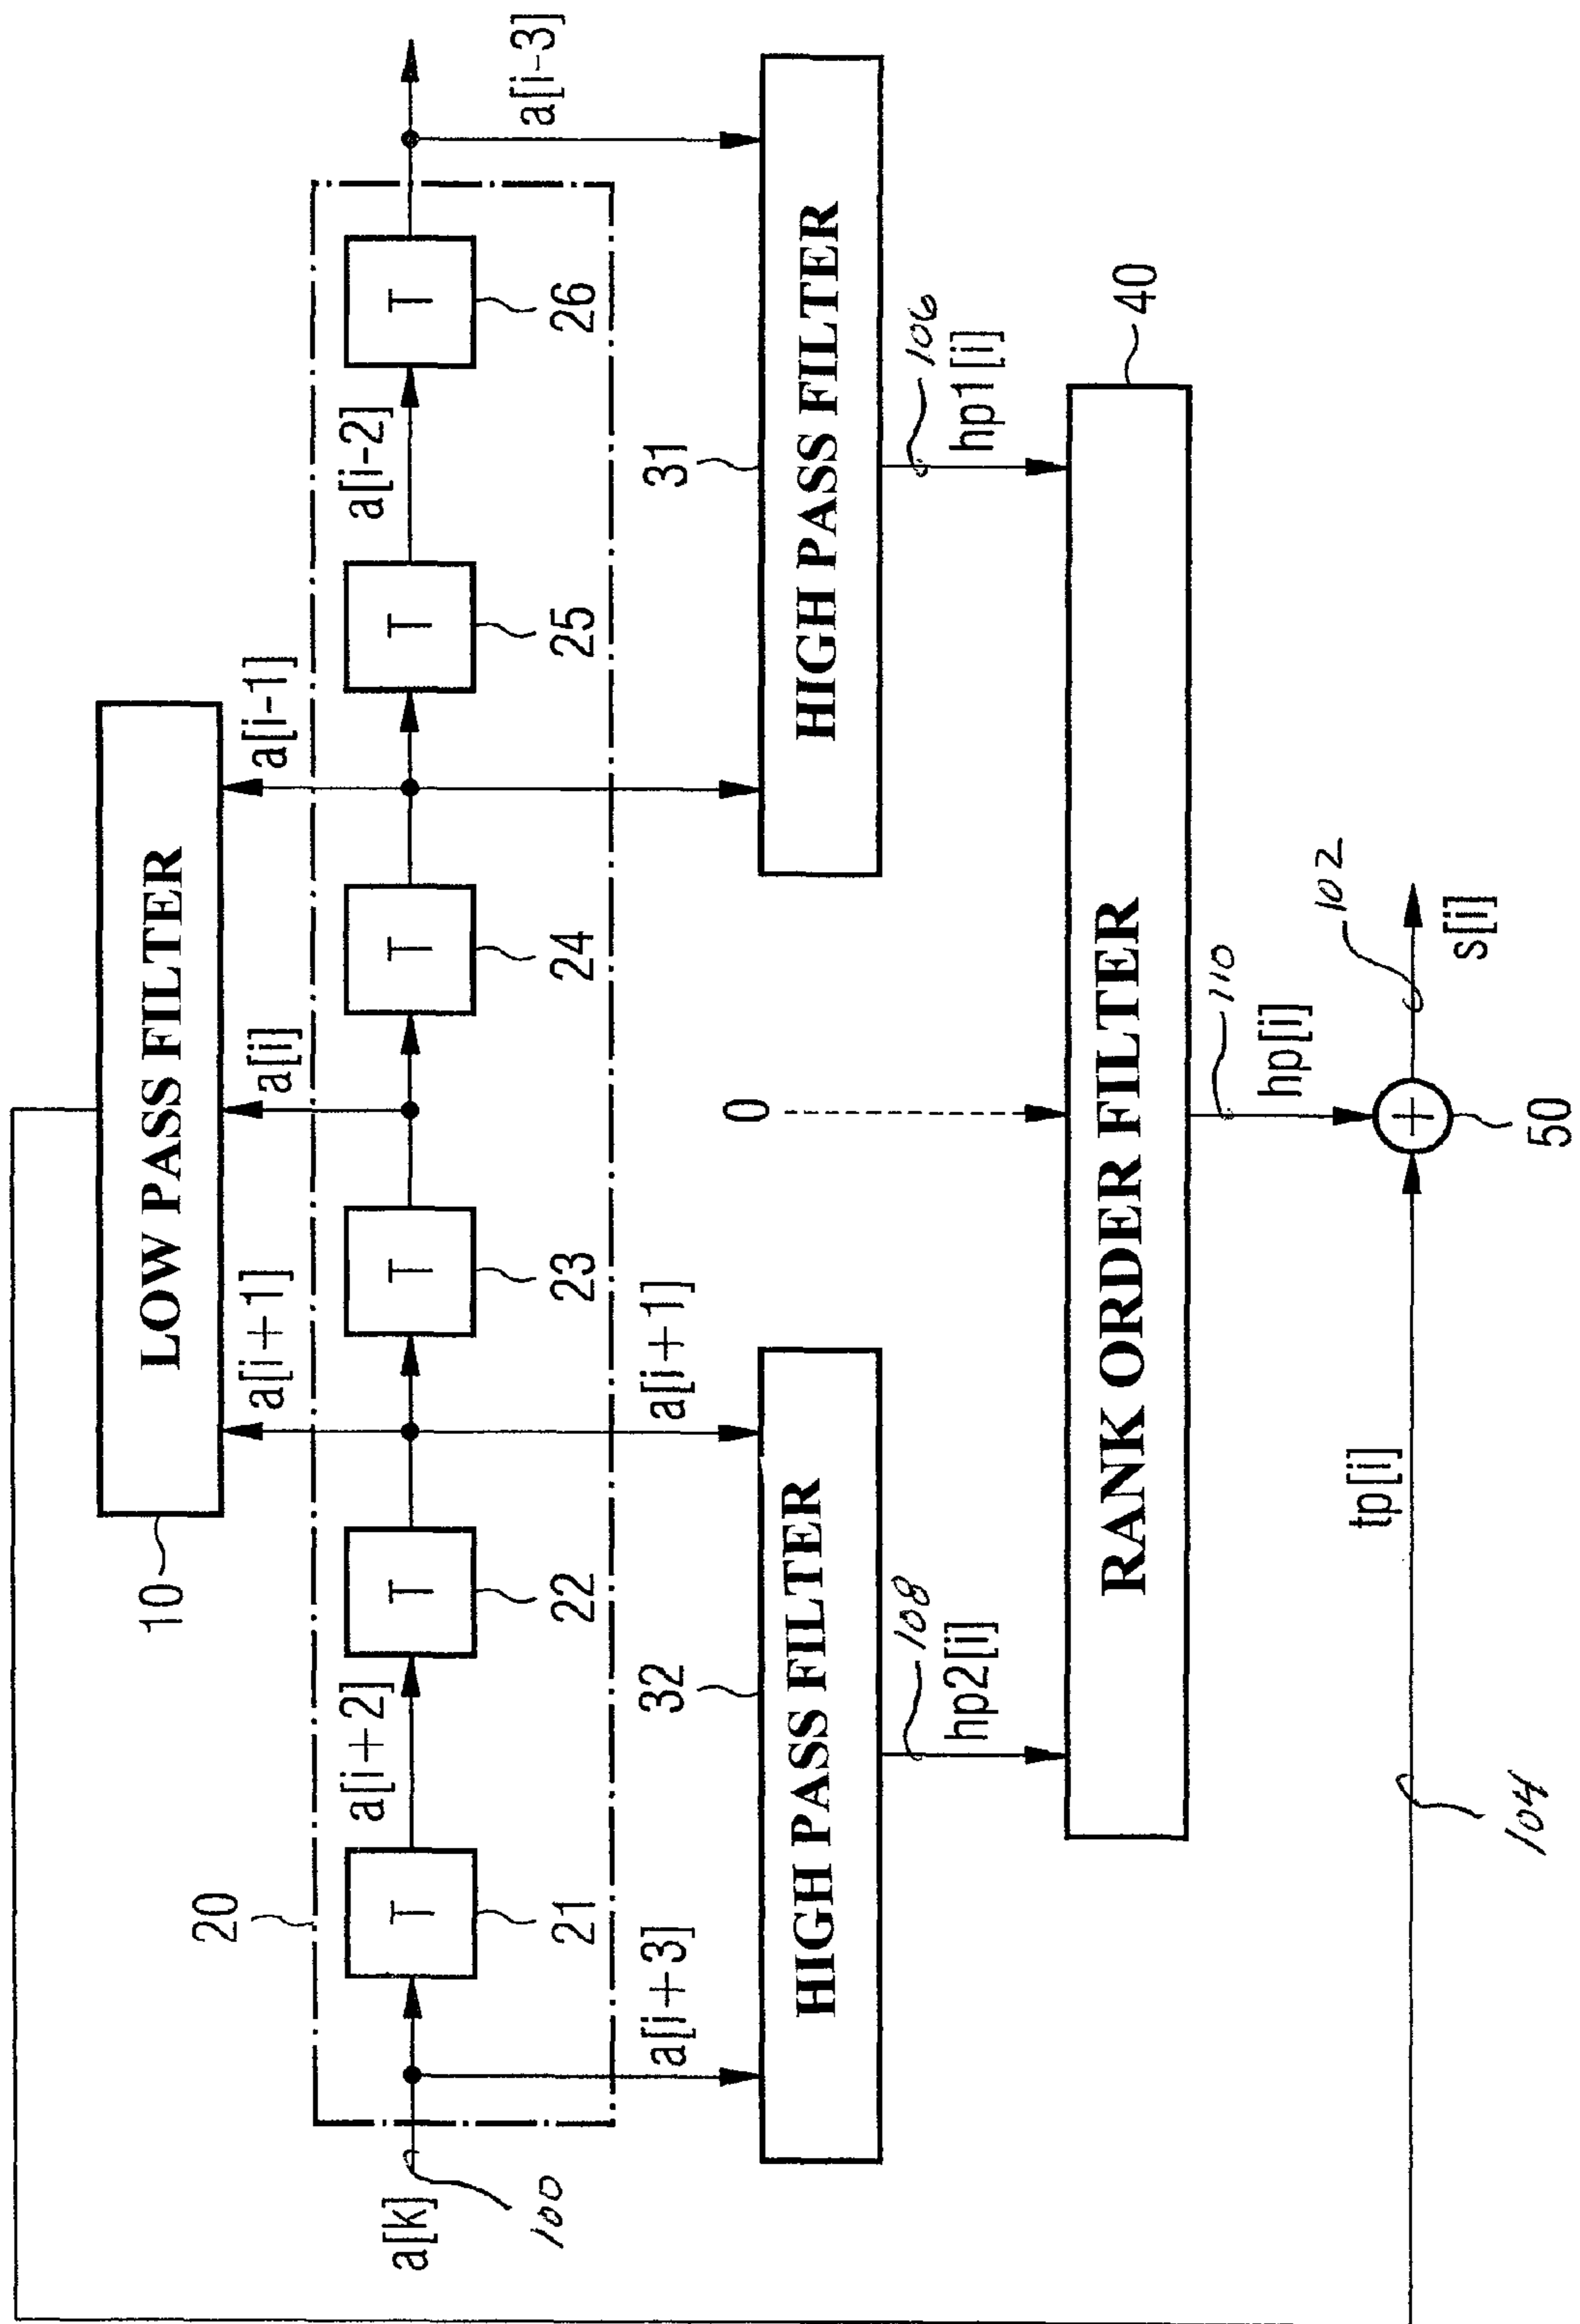 LOW PASS FILTER
10
a[i+1]
a[i]
a[i-1]
20
a[k]
100
T
21
a[i+2]
T
22
T
23
T
24
T
25
a[i-2]
T
26
a[i-3]
a[i+3]
a[i+1]
32
HIGH PASS FILTER
0
31
HIGH PASS FILTER
108
hp2[i]
106
hp1[i]
RANK ORDER FILTER
40
110
hp[i]
tp[i]
104
50
102
s[i]